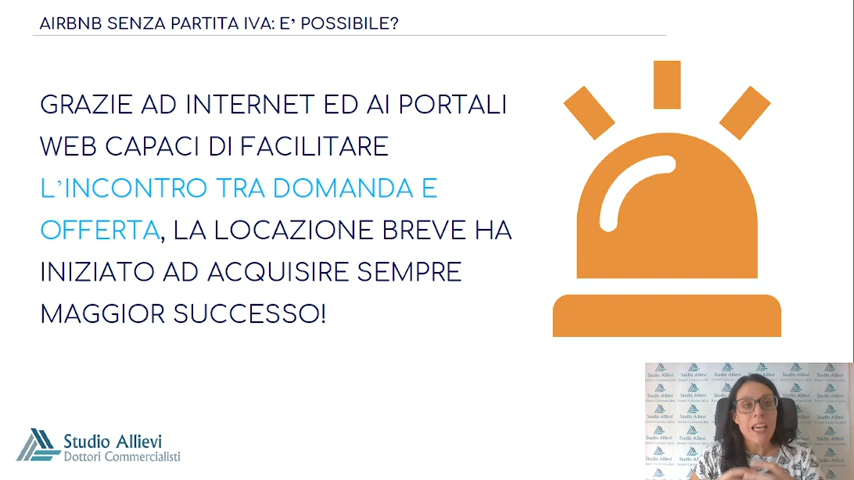 AIRBNB SENZA PARTITA IVA: E’ POSSIBILE?
GRAZIE AD INTERNET ED AI PORTALI
WEB CAPACI DI FACILITARE
L’INCONTRO TRA DOMANDA E
OFFERTA, LA LOCAZIONE BREVE HA
INIZIATO AD ACQUISIRE SEMPRE
MAGGIOR SUCCESSO!
Studio Allievi
Dottori Commercialisti